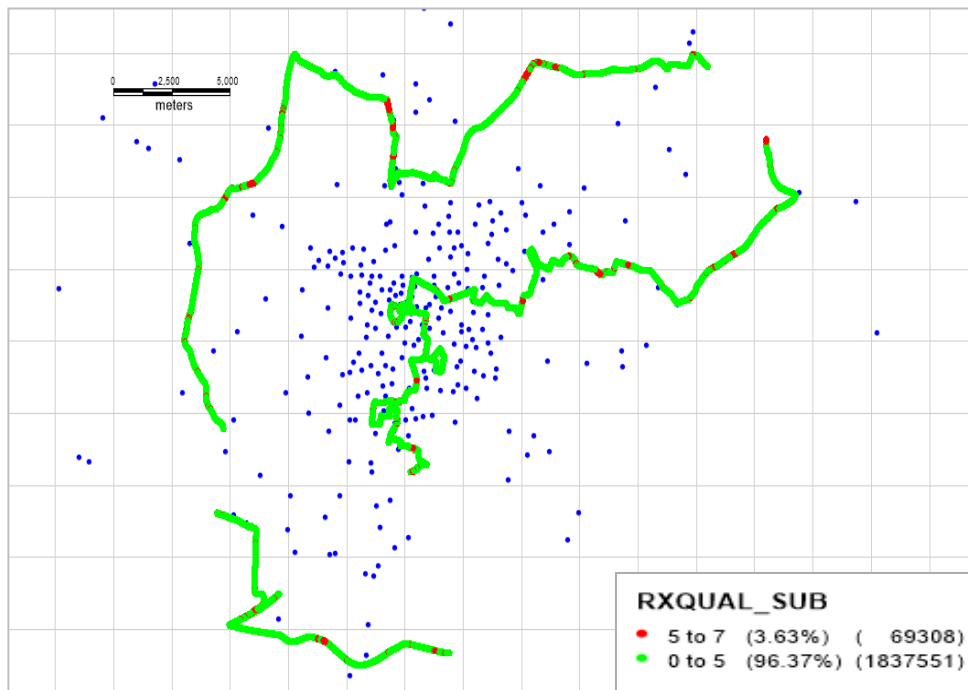 0 2,500 5,000
meters
RXQUAL_SUB
5 to 7 (3.63%) ( 69308)
0 to 5 (96.37%) (1837551)